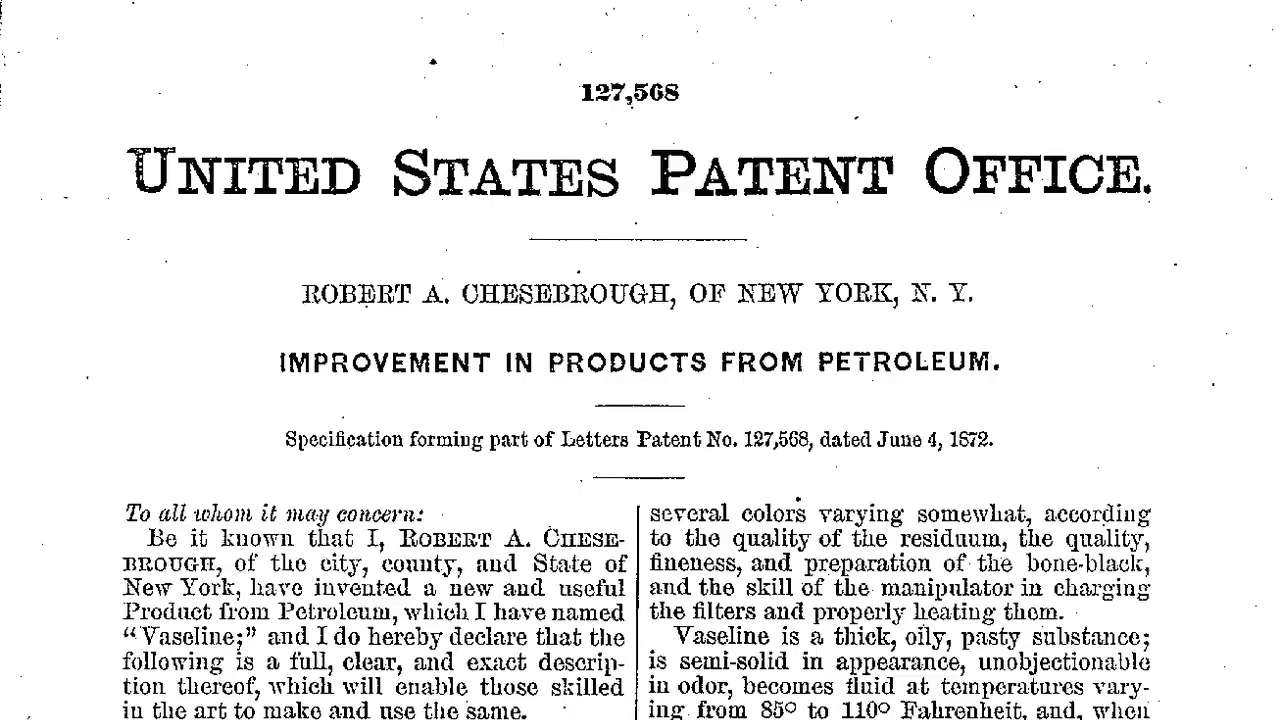 127,568
UNITED STATES PATENT OFFICE.
ROBERT A. CHESEBROUGH, OF NEW YORK, N. Y.
IMPROVEMENT IN PRODUCTS FROM PETROLEUM.
Specification forming part of Letters Patent No. 127,568, dated June 4, 1872.
To all whom it may concern:
Be it known that I, ROBERT A. CHESE-
BROUGH, of the city, county, and State of
New York, have invented a new and useful
Product from Petroleum, which I have named
"Vaseline;" and I do hereby declare that the
following is a full, clear, and exact descrip-
tion thereof, which will enable those skilled
in the art to make and use the same.
several colors varying somewhat, according
to the quality of the residuum, the quality,
fineness, and preparation of the bone-black,
and the skill of the manipulator in charging
the filters and properly heating them.
Vaseline is a thick, oily, pasty substance;
is semi-solid in appearance, unobjectionable
in odor, becomes fluid at temperatures vary-
ing from 85° to 110° Fahrenheit, and, when